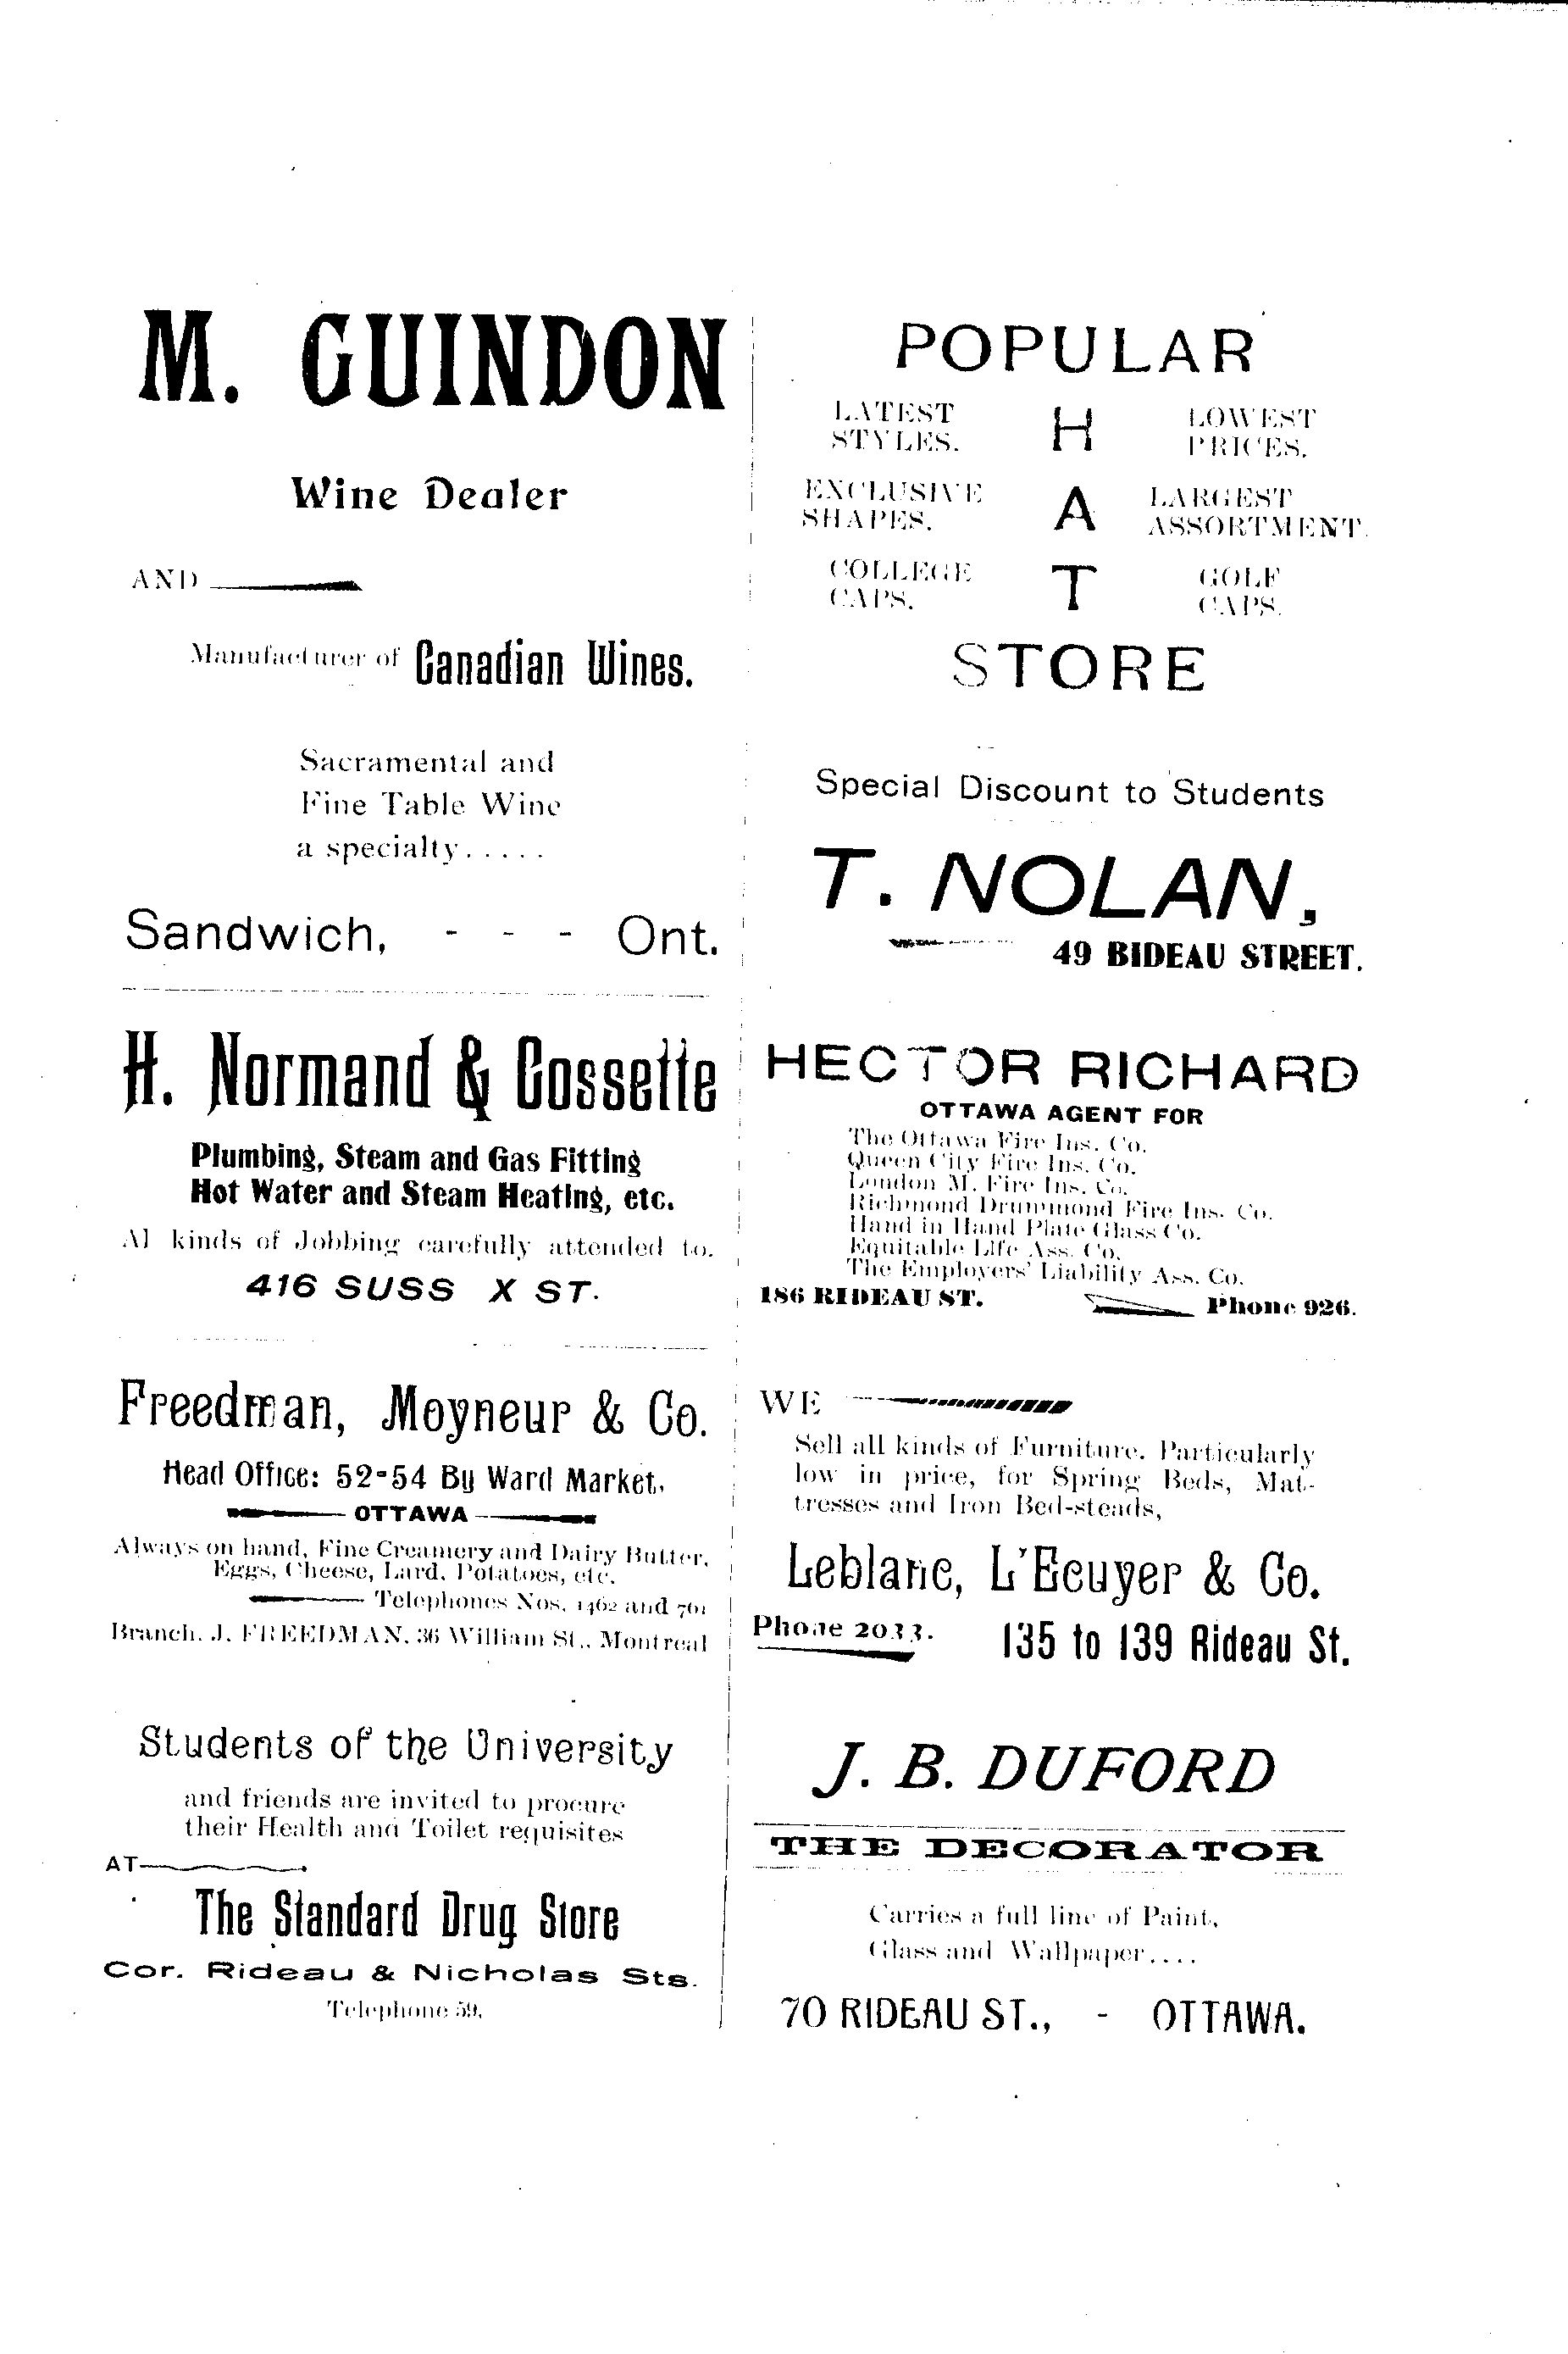 M. GUINDON
Wine Dealer
AND
Manufacturer of Canadian Wines.
Sacramental and
Fine Table Wine
a specialty.....
Sandwich, - - - Ont.
H. Normand & Cossette
Plumbing, Steam and Gas Fitting
Hot Water and Steam Heating, etc.
Al kinds of Jobbing carefully attended to.
416 SUSS X ST.
Freedman, Moyneur & Co.
Head Office: 52-54 By Ward Market,
OTTAWA
Always on hand, Fine Creamery and Dairy Butter,
Eggs, Cheese, Lard, Potatoes, etc.
Telephones Nos. 1462 and 761
Branch, J. FREEDMAN, 36 William St., Montreal
Students of the University
and friends are invited to procure
their Health and Toilet requisites
AT
The Standard Drug Store
Cor. Rideau & Nicholas Sts.
Telephone 59.
POPULAR
LATEST STYLES. H LOWEST PRICES.
EXCLUSIVE SHAPES. A LARGEST ASSORTMENT.
COLLEGE CAPS. T GOLF CAPS.
STORE
Special Discount to Students
T. NOLAN,
49 BIDEAU STREET.
HECTOR RICHARD
OTTAWA AGENT FOR
The Ottawa Fire Ins. Co.
Queen City Fire Ins. Co.
London M. Fire Ins. Co.
Richmond Drummond Fire Ins. Co.
Hand in Hand Plate Glass Co.
Equitable Life Ass. Co.
The Employers' Liability Ass. Co.
186 RIDEAU ST. Phone 926.
WE
Sell all kinds of Furniture. Particularly
low in price, for Spring Beds, Mat-
tresses and Iron Bed-steads,
Leblanc, L'Ecuyer & Co.
Phone 2033. 135 to 139 Rideau St.
J. B. DUFORD
THE DECORATOR
Carries a full line of Paint,
Glass and Wallpaper....
70 RIDEAU ST., - OTTAWA.